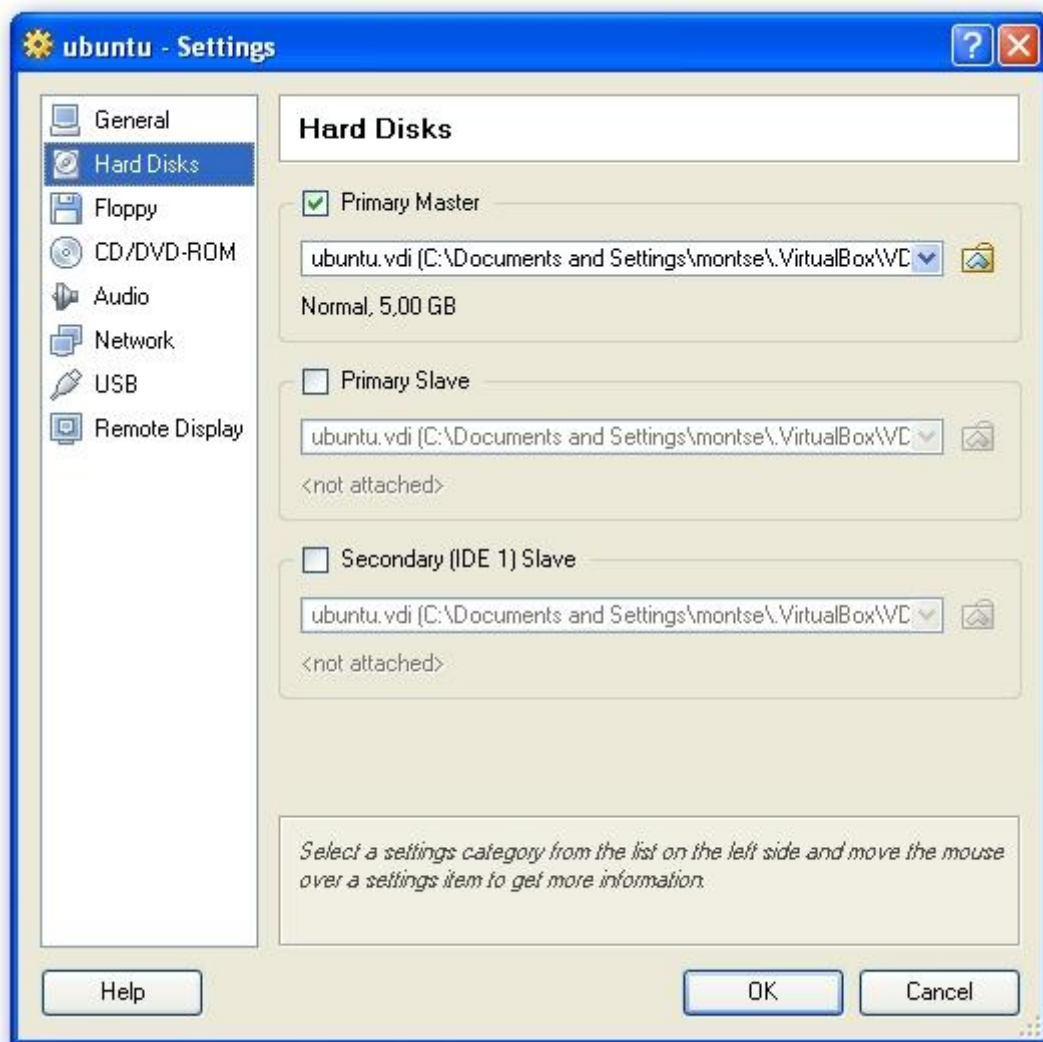 ubuntu - Settings
General
Hard Disks
Floppy
CD/DVD-ROM
Audio
Network
USB
Remote Display
Hard Disks
Primary Master
ubuntu.vdi (C:\Documents and Settings\montse\.VirtualBox\VD
Normal, 5,00 GB
Primary Slave
ubuntu.vdi (C:\Documents and Settings\montse\.VirtualBox\VD
<not attached>
Secondary (IDE 1) Slave
ubuntu.vdi (C:\Documents and Settings\montse\.VirtualBox\VD
<not attached>
Select a settings category from the list on the left side and move the mouse
over a settings item to get more information.
Help
OK
Cancel